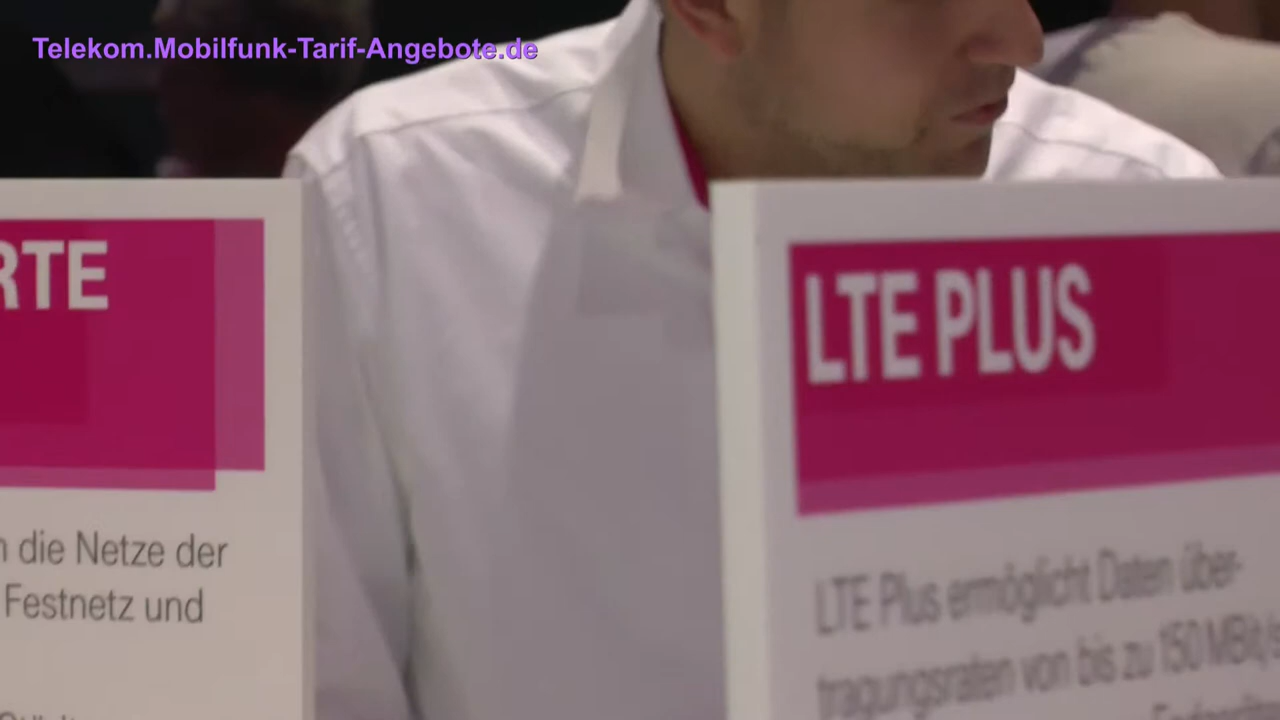 Telekom.Mobilfunk-Tarif-Angebote.de
RTE
die Netze der
Festnetz und
LTE PLUS
LTE Plus ermöglicht Daten über-
tragungsraten von bis zu 150 MBit/s